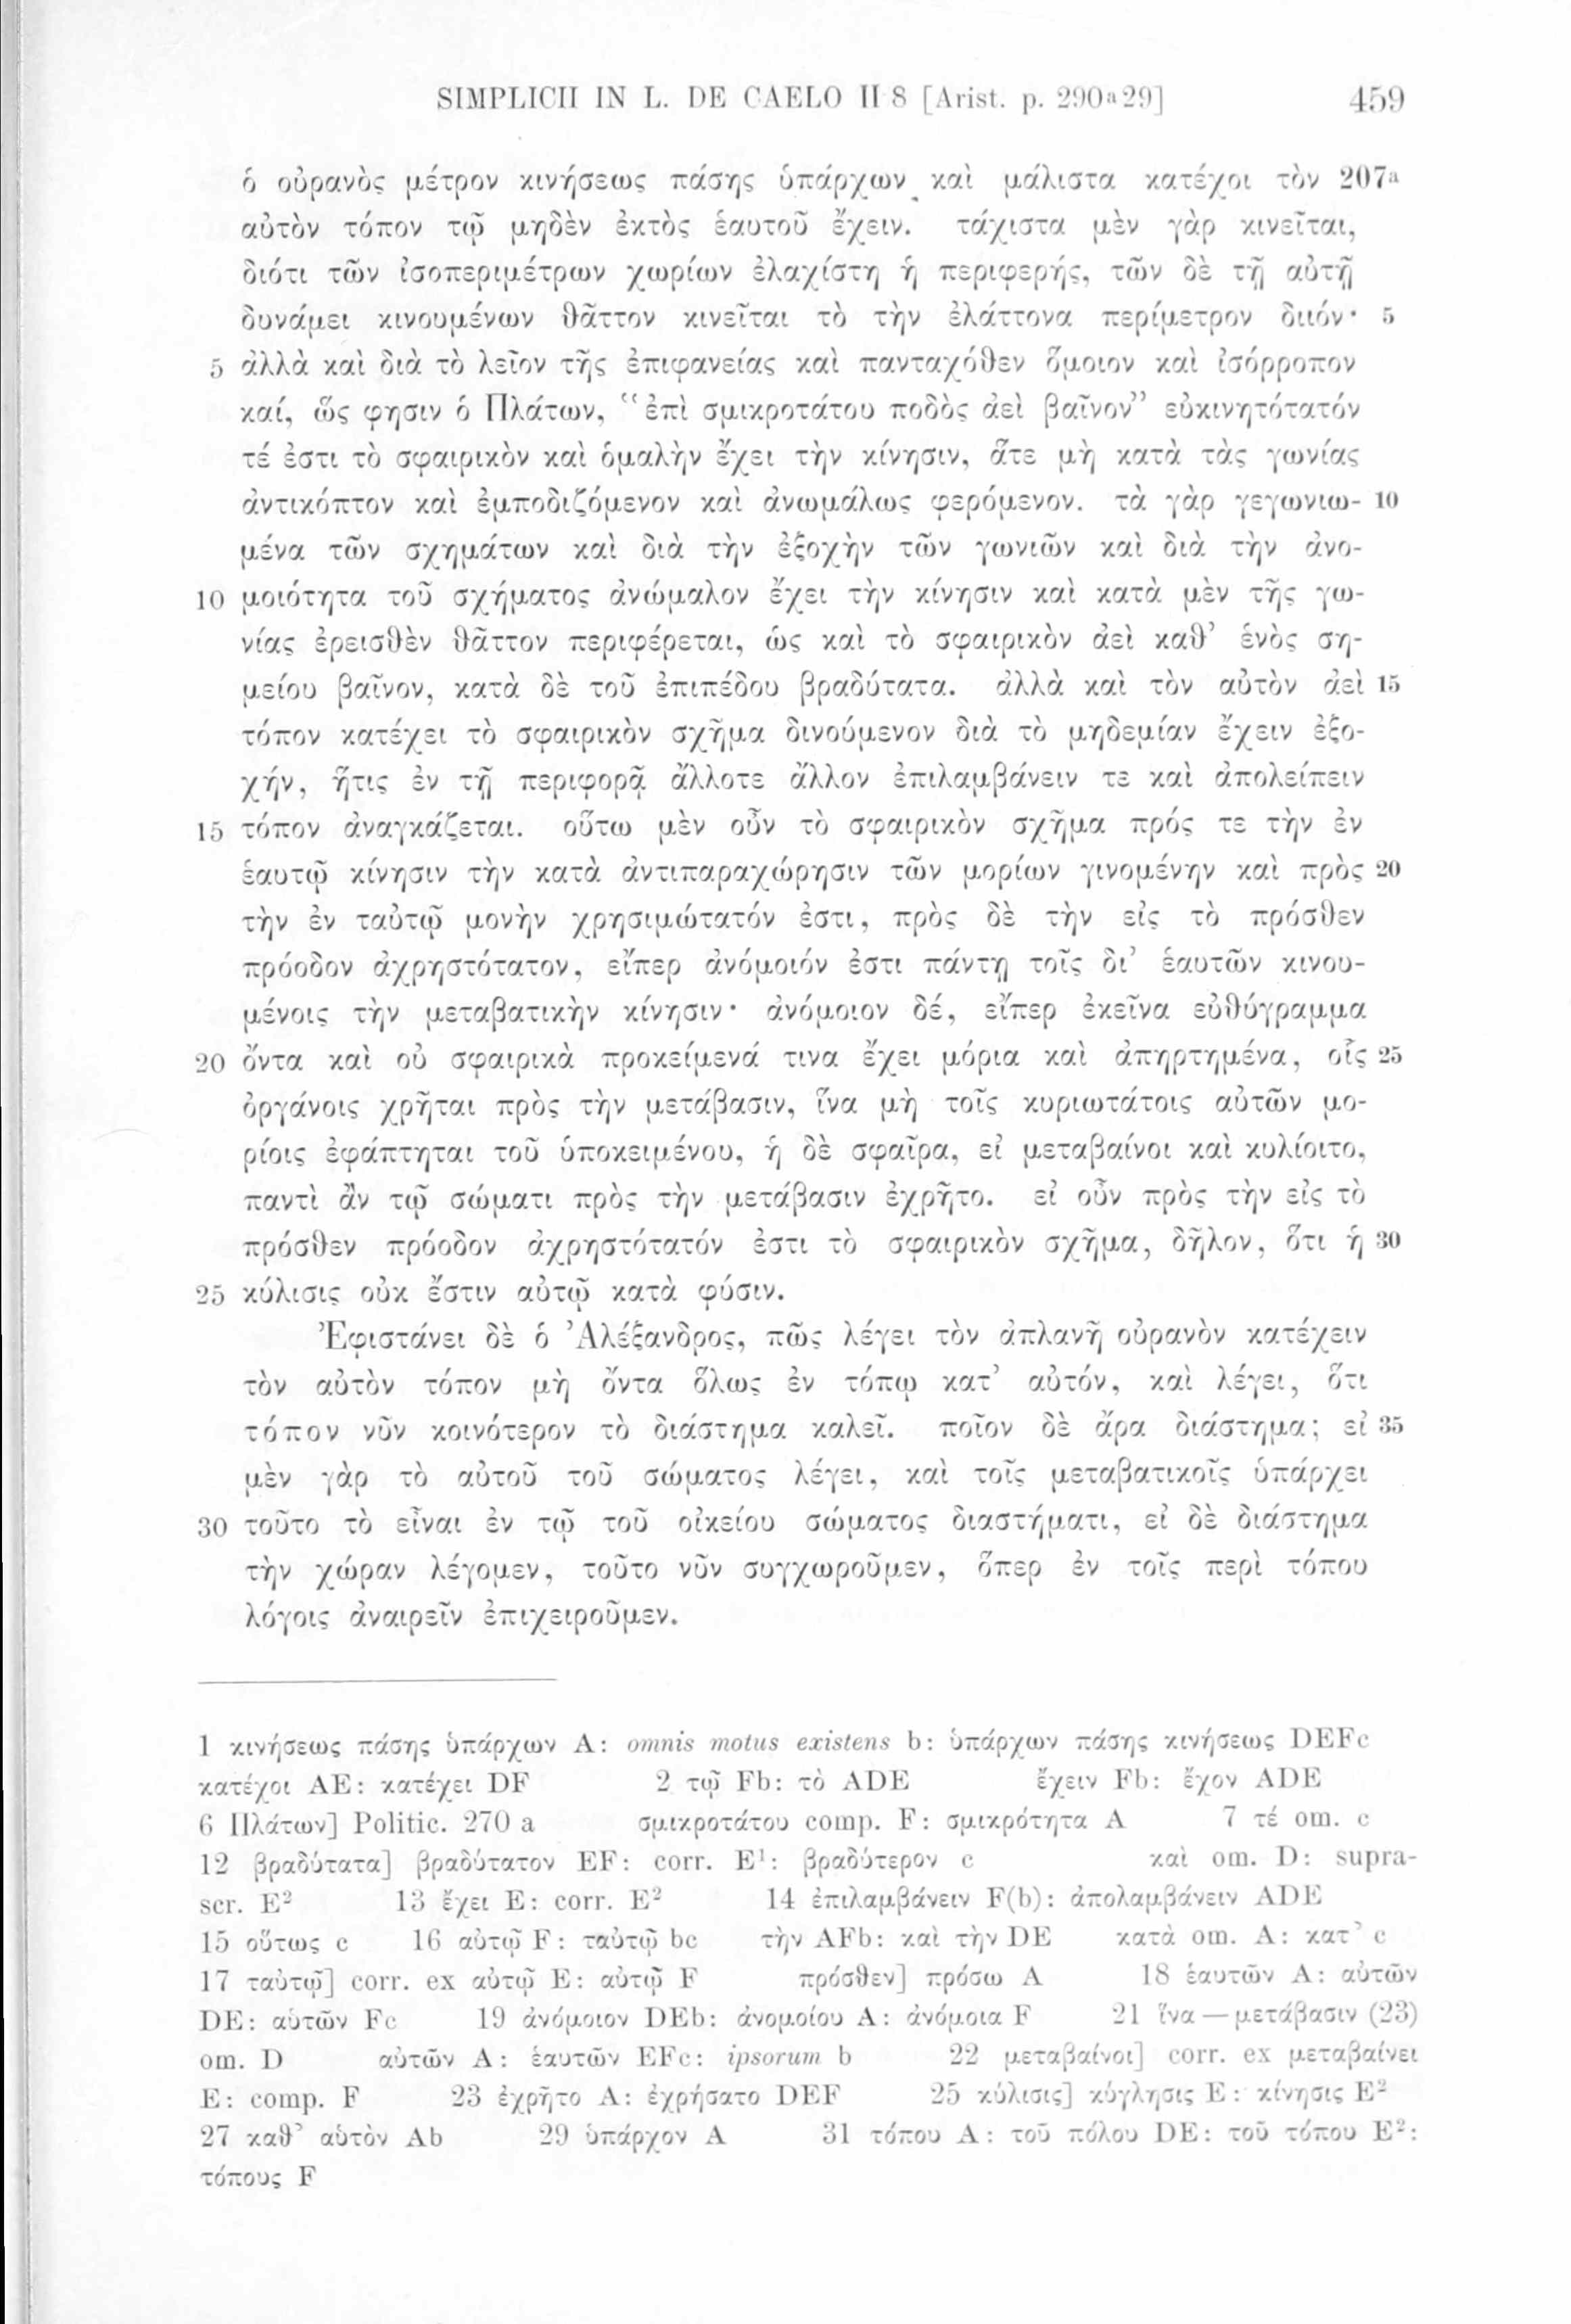 SIMPLICII IN L. DE CAELO II 8 [Arist. p. 290a29] 459
ὁ οὐρανὸς μέτρον κινήσεως πάσης ὑπάρχων καὶ μάλιστα κατέχοι τὸν 207a
αὐτὸν τόπον τῷ μηδὲν ἐκτὸς ἑαυτοῦ ἔχειν. τάχιστα μὲν γὰρ κινεῖται,
διότι τῶν ἰσοπεριμέτρων χωρίων ἐλαχίστη ἡ περιφερής, τῶν δὲ τῇ αὐτῇ
δυνάμει κινουμένων θᾶττον κινεῖται τὸ τὴν ἐλάττονα περίμετρον διιόν· 5
5 ἀλλὰ καὶ διὰ τὸ λεῖον τῆς ἐπιφανείας καὶ πανταχόθεν ὅμοιον καὶ ἰσόρροπον
καί, ὥς φησιν ὁ Πλάτων, “ἐπὶ σμικροτάτου ποδὸς ἀεὶ βαῖνον” εὐκινητότατόν
τέ ἐστι τὸ σφαιρικὸν καὶ ὁμαλὴν ἔχει τὴν κίνησιν, ἅτε μὴ κατὰ τὰς γωνίας
ἀντικόπτον καὶ ἐμποδιζόμενον καὶ ἀνωμάλως φερόμενον. τὰ γὰρ γεγωνιω- 10
μένα τῶν σχημάτων καὶ διὰ τὴν ἐξοχὴν τῶν γωνιῶν καὶ διὰ τὴν ἀνο-
10 μοιότητα τοῦ σχήματος ἀνώμαλον ἔχει τὴν κίνησιν καὶ κατὰ μὲν τῆς γω-
νίας ἐρεισθὲν θᾶττον περιφέρεται, ὡς καὶ τὸ σφαιρικὸν ἀεὶ καθ’ ἑνὸς ση-
μείου βαῖνον, κατὰ δὲ τοῦ ἐπιπέδου βραδύτατα. ἀλλὰ καὶ τὸν αὐτὸν ἀεὶ 15
τόπον κατέχει τὸ σφαιρικὸν σχῆμα δινούμενον διὰ τὸ μηδεμίαν ἔχειν ἐξο-
χήν, ἥτις ἐν τῇ περιφορᾷ ἄλλοτε ἄλλον ἐπιλαμβάνειν τε καὶ ἀπολείπειν
15 τόπον ἀναγκάζεται. οὕτω μὲν οὖν τὸ σφαιρικὸν σχῆμα πρός τε τὴν ἐν
ἑαυτῷ κίνησιν τὴν κατὰ ἀντιπαραχώρησιν τῶν μορίων γινομένην καὶ πρὸς 20
τὴν ἐν ταὐτῷ μονὴν χρησιμώτατόν ἐστι, πρὸς δὲ τὴν εἰς τὸ πρόσθεν
πρόοδον ἀχρηστότατον, εἴπερ ἀνόμοιόν ἐστι πάντῃ τοῖς δι’ ἑαυτῶν κινου-
μένοις τὴν μεταβατικὴν κίνησιν· ἀνόμοιον δέ, εἴπερ ἐκεῖνα εὐθύγραμμα
20 ὄντα καὶ οὐ σφαιρικὰ προκείμενά τινα ἔχει μόρια καὶ ἀπηρτημένα, οἷς 25
ὀργάνοις χρῆται πρὸς τὴν μετάβασιν, ἵνα μὴ τοῖς κυριωτάτοις αὐτῶν μο-
ρίοις ἐφάπτηται τοῦ ὑποκειμένου, ἡ δὲ σφαῖρα, εἰ μεταβαίνοι καὶ κυλίοιτο,
παντὶ ἂν τῷ σώματι πρὸς τὴν μετάβασιν ἐχρῆτο. εἰ οὖν πρὸς τὴν εἰς τὸ
πρόσθεν πρόοδον ἀχρηστότατόν ἐστι τὸ σφαιρικὸν σχῆμα, δῆλον, ὅτι ἡ 30
25 κύλισις οὐκ ἔστιν αὐτῷ κατὰ φύσιν.
Ἐφιστάνει δὲ ὁ Ἀλέξανδρος, πῶς λέγει τὸν ἀπλανῆ οὐρανὸν κατέχειν
τὸν αὐτὸν τόπον μὴ ὄντα ὅλως ἐν τόπῳ κατ’ αὐτόν, καὶ λέγει, ὅτι
τόπον νῦν κοινότερον τὸ διάστημα καλεῖ. ποῖον δὲ ἄρα διάστημα; εἰ 35
μὲν γὰρ τὸ αὐτοῦ τοῦ σώματος λέγει, καὶ τοῖς μεταβατικοῖς ὑπάρχει
30 τοῦτο τὸ εἶναι ἐν τῷ τοῦ οἰκείου σώματος διαστήματι, εἰ δὲ διάστημα
τὴν χώραν λέγομεν, τοῦτο νῦν συγχωροῦμεν, ὅπερ ἐν τοῖς περὶ τόπου
λόγοις ἀναιρεῖν ἐπιχειροῦμεν.
1 κινήσεως πάσης ὑπάρχων A: omnis motus existens b: ὑπάρχων πάσης κινήσεως DEFc
κατέχοι AE: κατέχει DF 2 τῷ Fb: τὸ ADE ἔχειν Fb: ἔχον ADE
6 Πλάτων] Politic. 270 a σμικροτάτου comp. F: σμικρότητα A 7 τέ om. c
12 βραδύτατα] βραδύτατον EF: corr. E1: βραδύτερον c καὶ om. D: supra-
scr. E2 13 ἔχει E: corr. E2 14 ἐπιλαμβάνειν F(b): ἀπολαμβάνειν ADE
15 οὕτως c 16 αὐτῷ F: ταὐτῷ bc τὴν AFb: καὶ τὴν DE κατὰ om. A: κατ’ c
17 ταὐτῷ] corr. ex αὐτῷ E: αὐτῷ F πρόσθεν] πρόσω A 18 ἑαυτῶν A: αὐτῶν
DE: αὑτῶν Fc 19 ἀνόμοιον DEb: ἀνομοίου A: ἀνόμοια F 21 ἵνα—μετάβασιν (23)
om. D αὐτῶν A: ἑαυτῶν EFc: ipsorum b 22 μεταβαίνοι] corr. ex μεταβαίνει
E: comp. F 23 ἐχρῆτο A: ἐχρήσατο DEF 25 κύλισις] κύγλησις E: κίνησις E2
27 καθ’ αὑτὸν Ab 29 ὑπάρχον A 31 τόπου A: τοῦ πόλου DE: τοῦ τόπου E2:
τόπους F